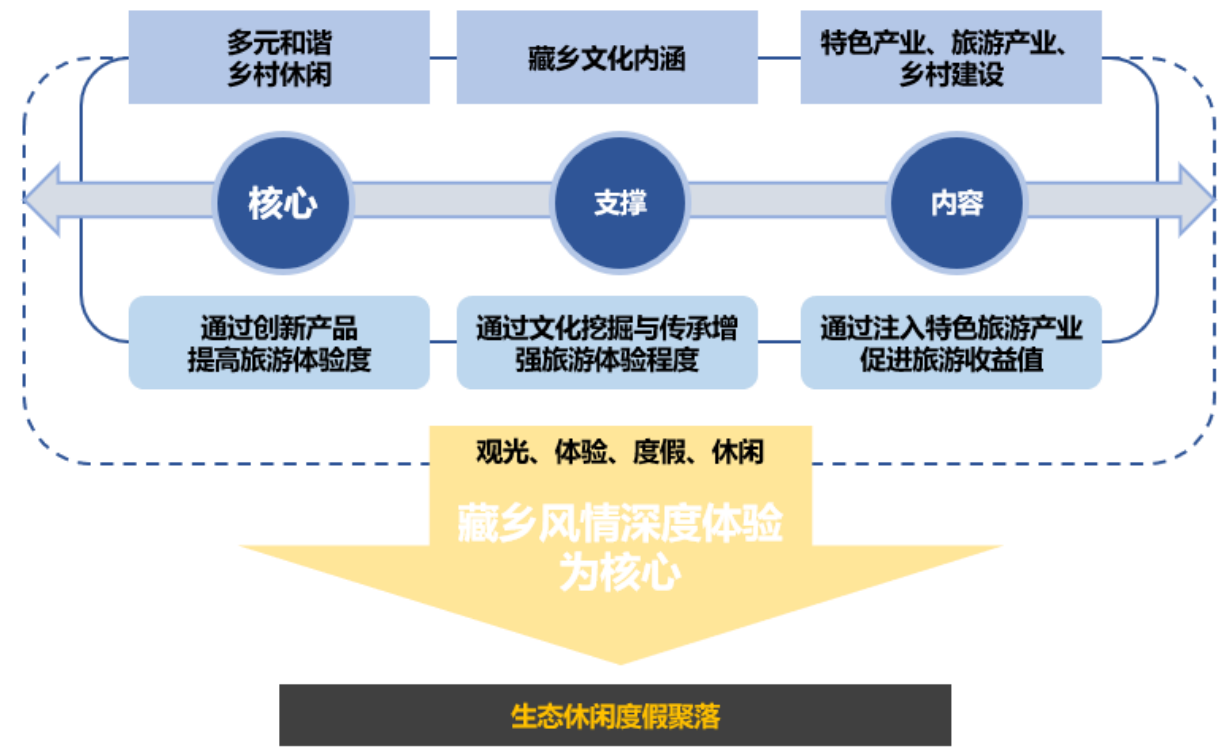 多元和谐
乡村休闲
藏乡文化内涵
特色产业、旅游产业、
乡村建设
核心
支撑
内容
通过创新产品
提高旅游体验度
通过文化挖掘与传承增
强旅游体验程度
通过注入特色旅游产业
促进旅游收益值
观光、体验、度假、休闲
藏乡风情深度体验
为核心
生态休闲度假聚落